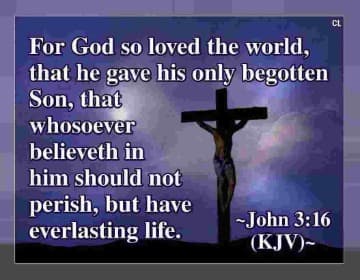 CL
For God so loved the world,
that he gave his only begotten
Son, that
whosoever
believeth in
him should not
perish, but have
everlasting life.
~John 3:16
(KJV)~